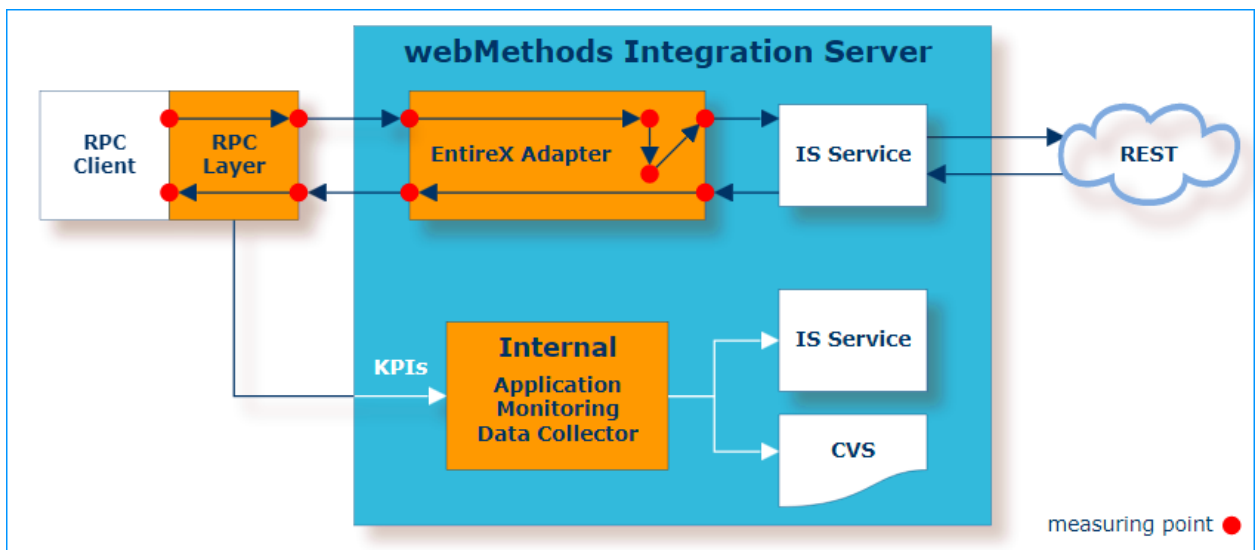 webMethods Integration Server
RPC
Client
RPC
Layer
EntireX Adapter
IS Service
REST
KPIs
Internal
Application
Monitoring
Data Collector
IS Service
CVS
measuring point